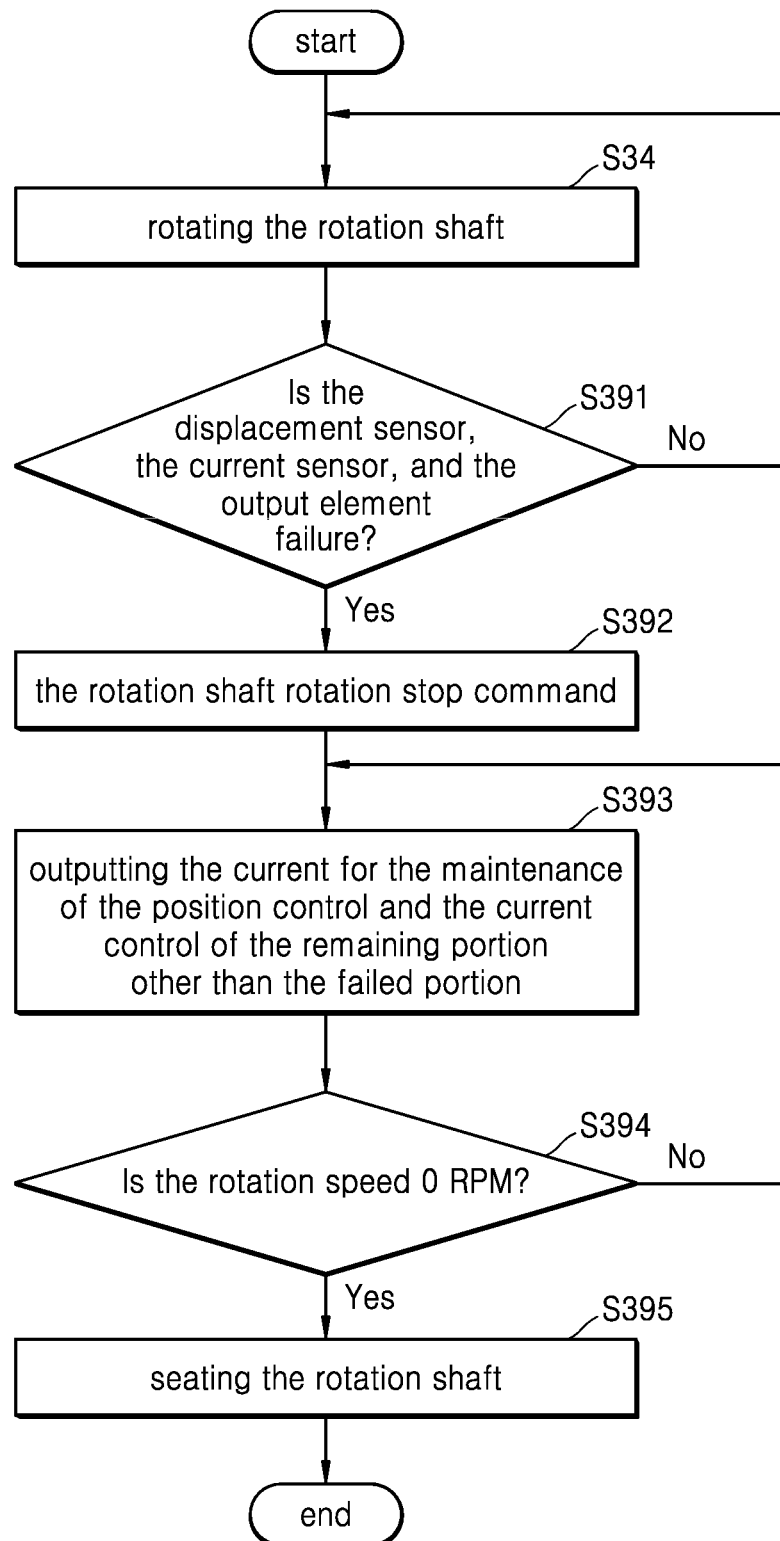 start
S34
rotating the rotation shaft
Is the
displacement sensor,
the current sensor, and the
output element
failure?
S391
No
Yes
S392
the rotation shaft rotation stop command
S393
outputting the current for the maintenance
of the position control and the current
control of the remaining portion
other than the failed portion
S394
Is the rotation speed 0 RPM?
No
Yes
S395
seating the rotation shaft
end